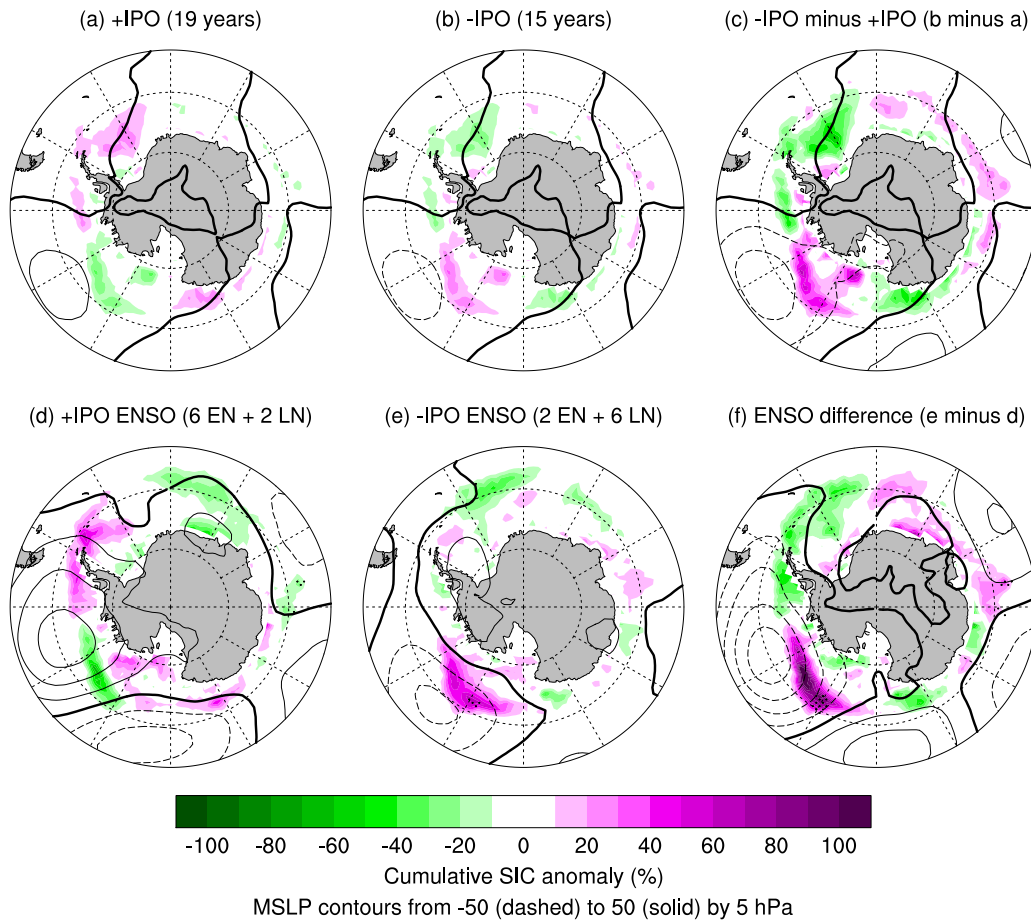 (a) +IPO (19 years)
(b) -IPO (15 years)
(c) -IPO minus +IPO (b minus a)
(d) +IPO ENSO (6 EN + 2 LN)
(e) -IPO ENSO (2 EN + 6 LN)
(f) ENSO difference (e minus d)
-100 -80 -60 -40 -20 0 20 40 60 80 100
Cumulative SIC anomaly (%)
MSLP contours from -50 (dashed) to 50 (solid) by 5 hPa